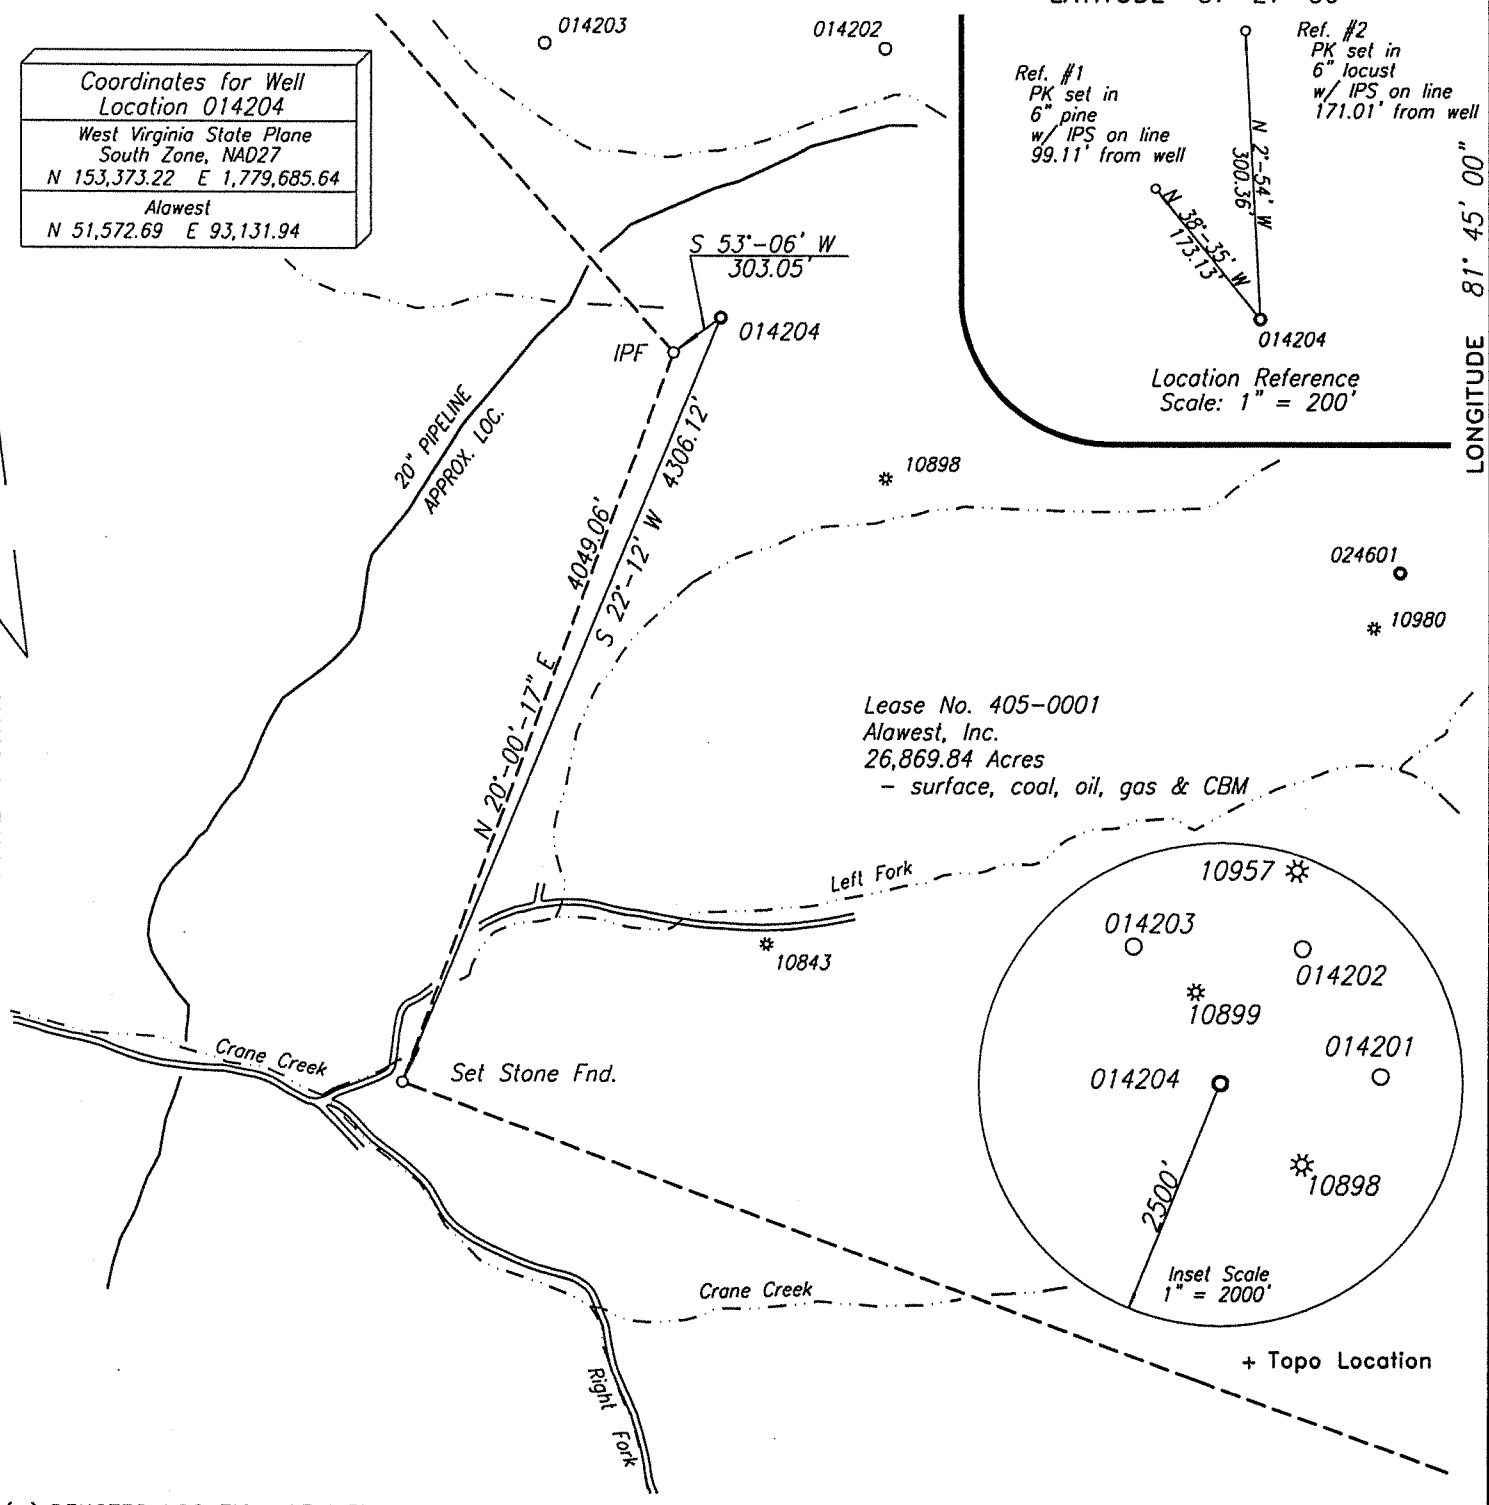 014203
014202
Coordinates for Well
Location 014204
West Virginia State Plane
South Zone, NAD27
N 153,373.22 E 1,779,685.64
Alawest
N 51,572.69 E 93,131.94
Ref. #1
PK set in
6" pine
w/ IPS on line
99.11' from well
Ref. #2
PK set in
6" locust
w/ IPS on line
171.01' from well
N 2°-54' W
300.36'
N 38°-35' W
173.13'
014204
Location Reference
Scale: 1" = 200'
LONGITUDE 81° 45' 00"
S 53°-06' W
303.05'
014204
IPF
20" PIPELINE
APPROX. LOC.
4049.06'
N 20°-00'-17" E
S 22°-12' W 4306.12'
10898
024601
10980
Lease No. 405-0001
Alawest, Inc.
26,869.84 Acres
- surface, coal, oil, gas & CBM
Left Fork
10843
10957
014203
014202
10899
014201
014204
10898
2500'
Inset Scale
1" = 2000'
Crane Creek
Set Stone Fnd.
Crane Creek
Right Fork
+ Topo Location